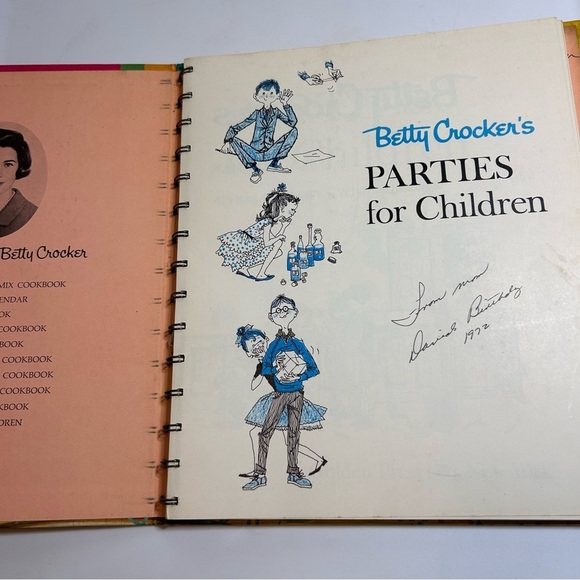 Betty Crocker
MIX COOKBOOK
ENDAR
OK
COOKBOOK
BOOK
COOKBOOK
COOKBOOK
COOKBOOK
KBOOK
DREN
Betty Crocker's
PARTIES
for Children
From mom
1972